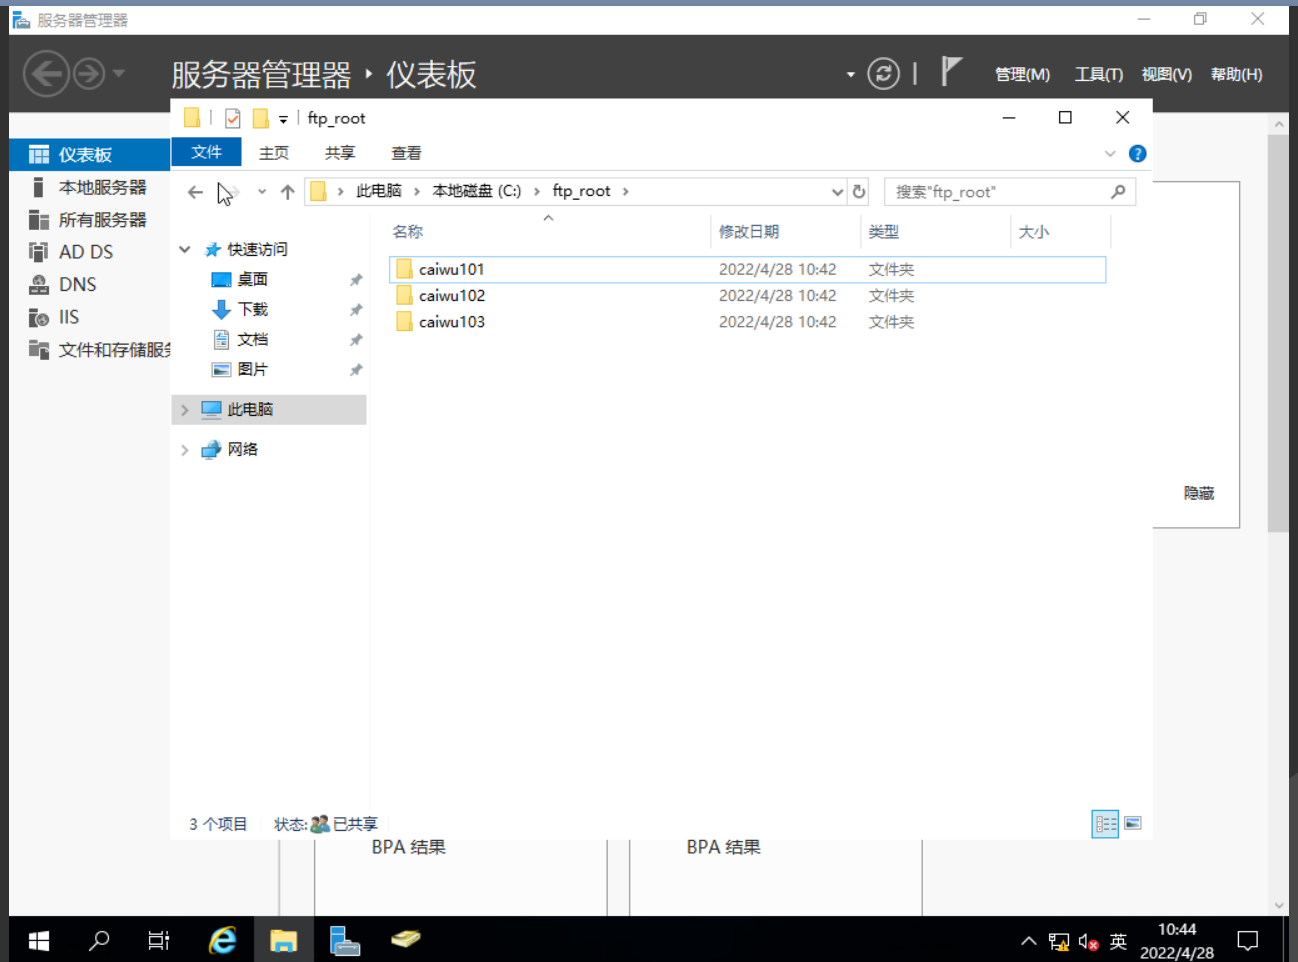 服务器管理器
服务器管理器 仪表板
管理(M) 工具(T) 视图(V) 帮助(H)
ftp_root
文件 主页 共享 查看
此电脑 本地磁盘 (C:) ftp_root
搜索"ftp_root"
名称 修改日期 类型 大小
caiwu101 2022/4/28 10:42 文件夹
caiwu102 2022/4/28 10:42 文件夹
caiwu103 2022/4/28 10:42 文件夹
快速访问
桌面
下载
文档
图片
此电脑
网络
仪表板
本地服务器
所有服务器
AD DS
DNS
IIS
文件和存储服务
隐藏
3 个项目 状态: 已共享
BPA 结果 BPA 结果
英
10:44
2022/4/28